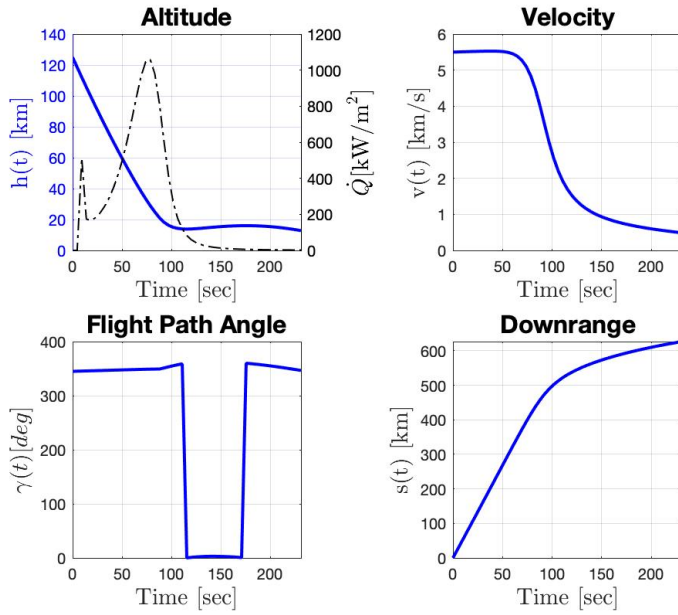 Altitude
140
120
100
80
60
40
20
0
h(t) [km]
1200
1000
800
600
400
200
0
Q̇[kW/m²]
0 50 100 150 200
Time [sec]
Velocity
6
5
4
3
2
1
0
v(t) [km/s]
0 50 100 150 200
Time [sec]
Flight Path Angle
400
300
200
100
0
γ(t)[deg]
0 50 100 150 200
Time [sec]
Downrange
600
500
400
300
200
100
0
s(t) [km]
0 50 100 150 200
Time [sec]